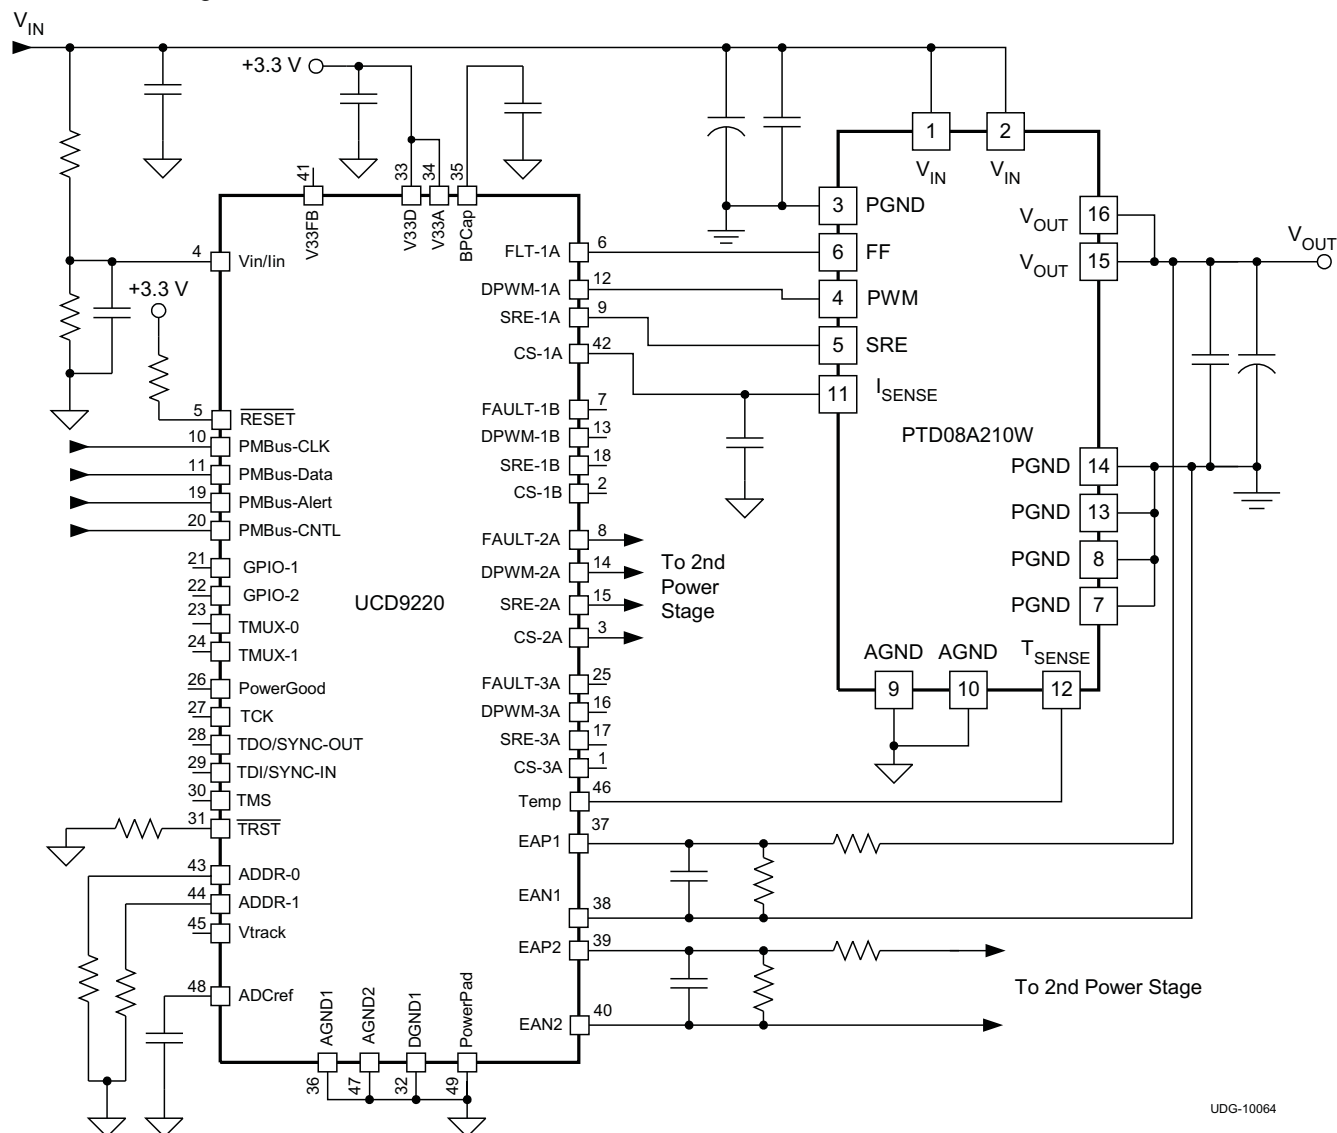 VIN
+3.3 V
41
33
34
35
V33FB
V33D
V33A
BPCap
4
Vin/Iin
+3.3 V
5
RESET
10
PMBus-CLK
11
PMBus-Data
19
PMBus-Alert
20
PMBus-CNTL
21
GPIO-1
22
GPIO-2
23
TMUX-0
24
TMUX-1
26
PowerGood
27
TCK
28
TDO/SYNC-OUT
29
TDI/SYNC-IN
30
TMS
31
TRST
43
ADDR-0
44
ADDR-1
45
Vtrack
48
ADCref
UCD9220
FLT-1A
6
DPWM-1A
12
SRE-1A
9
CS-1A
42
FAULT-1B
7
DPWM-1B
13
SRE-1B
18
CS-1B
2
FAULT-2A
8
DPWM-2A
14
SRE-2A
15
CS-2A
3
To 2nd
Power
Stage
FAULT-3A
25
DPWM-3A
16
SRE-3A
17
CS-3A
1
Temp
46
EAP1
37
EAN1
38
EAP2
39
EAN2
40
To 2nd Power Stage
AGND1
AGND2
DGND1
PowerPad
36
47
32
49
1
2
VIN
VIN
3
PGND
6
FF
4
PWM
5
SRE
11
ISENSE
PTD08A210W
VOUT
16
VOUT
15
VOUT
PGND
14
PGND
13
PGND
8
PGND
7
AGND
AGND
TSENSE
9
10
12
UDG-10064